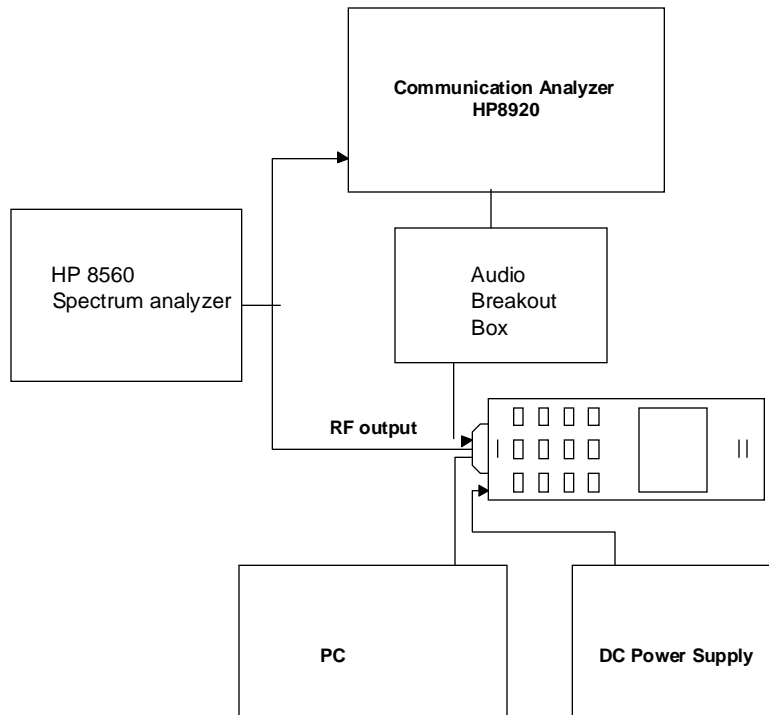 Communication Analyzer
HP8920
HP 8560
Spectrum analyzer
Audio
Breakout
Box
RF output
PC
DC Power Supply